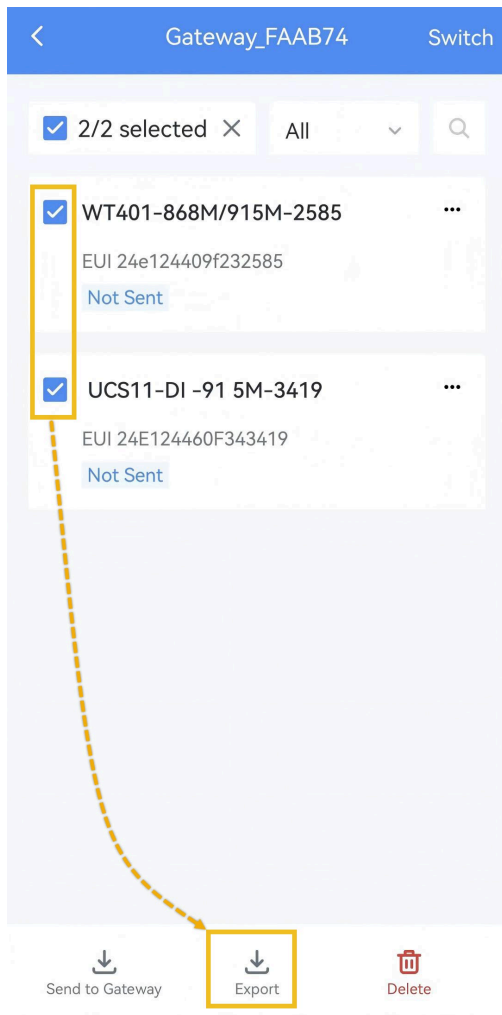 Gateway_FAAB74 Switch
2/2 selected All
WT401-868M/915M-2585
EUI 24e124409f232585
Not Sent
UCS11-DI -91 5M-3419
EUI 24E124460F343419
Not Sent
Send to Gateway Export Delete